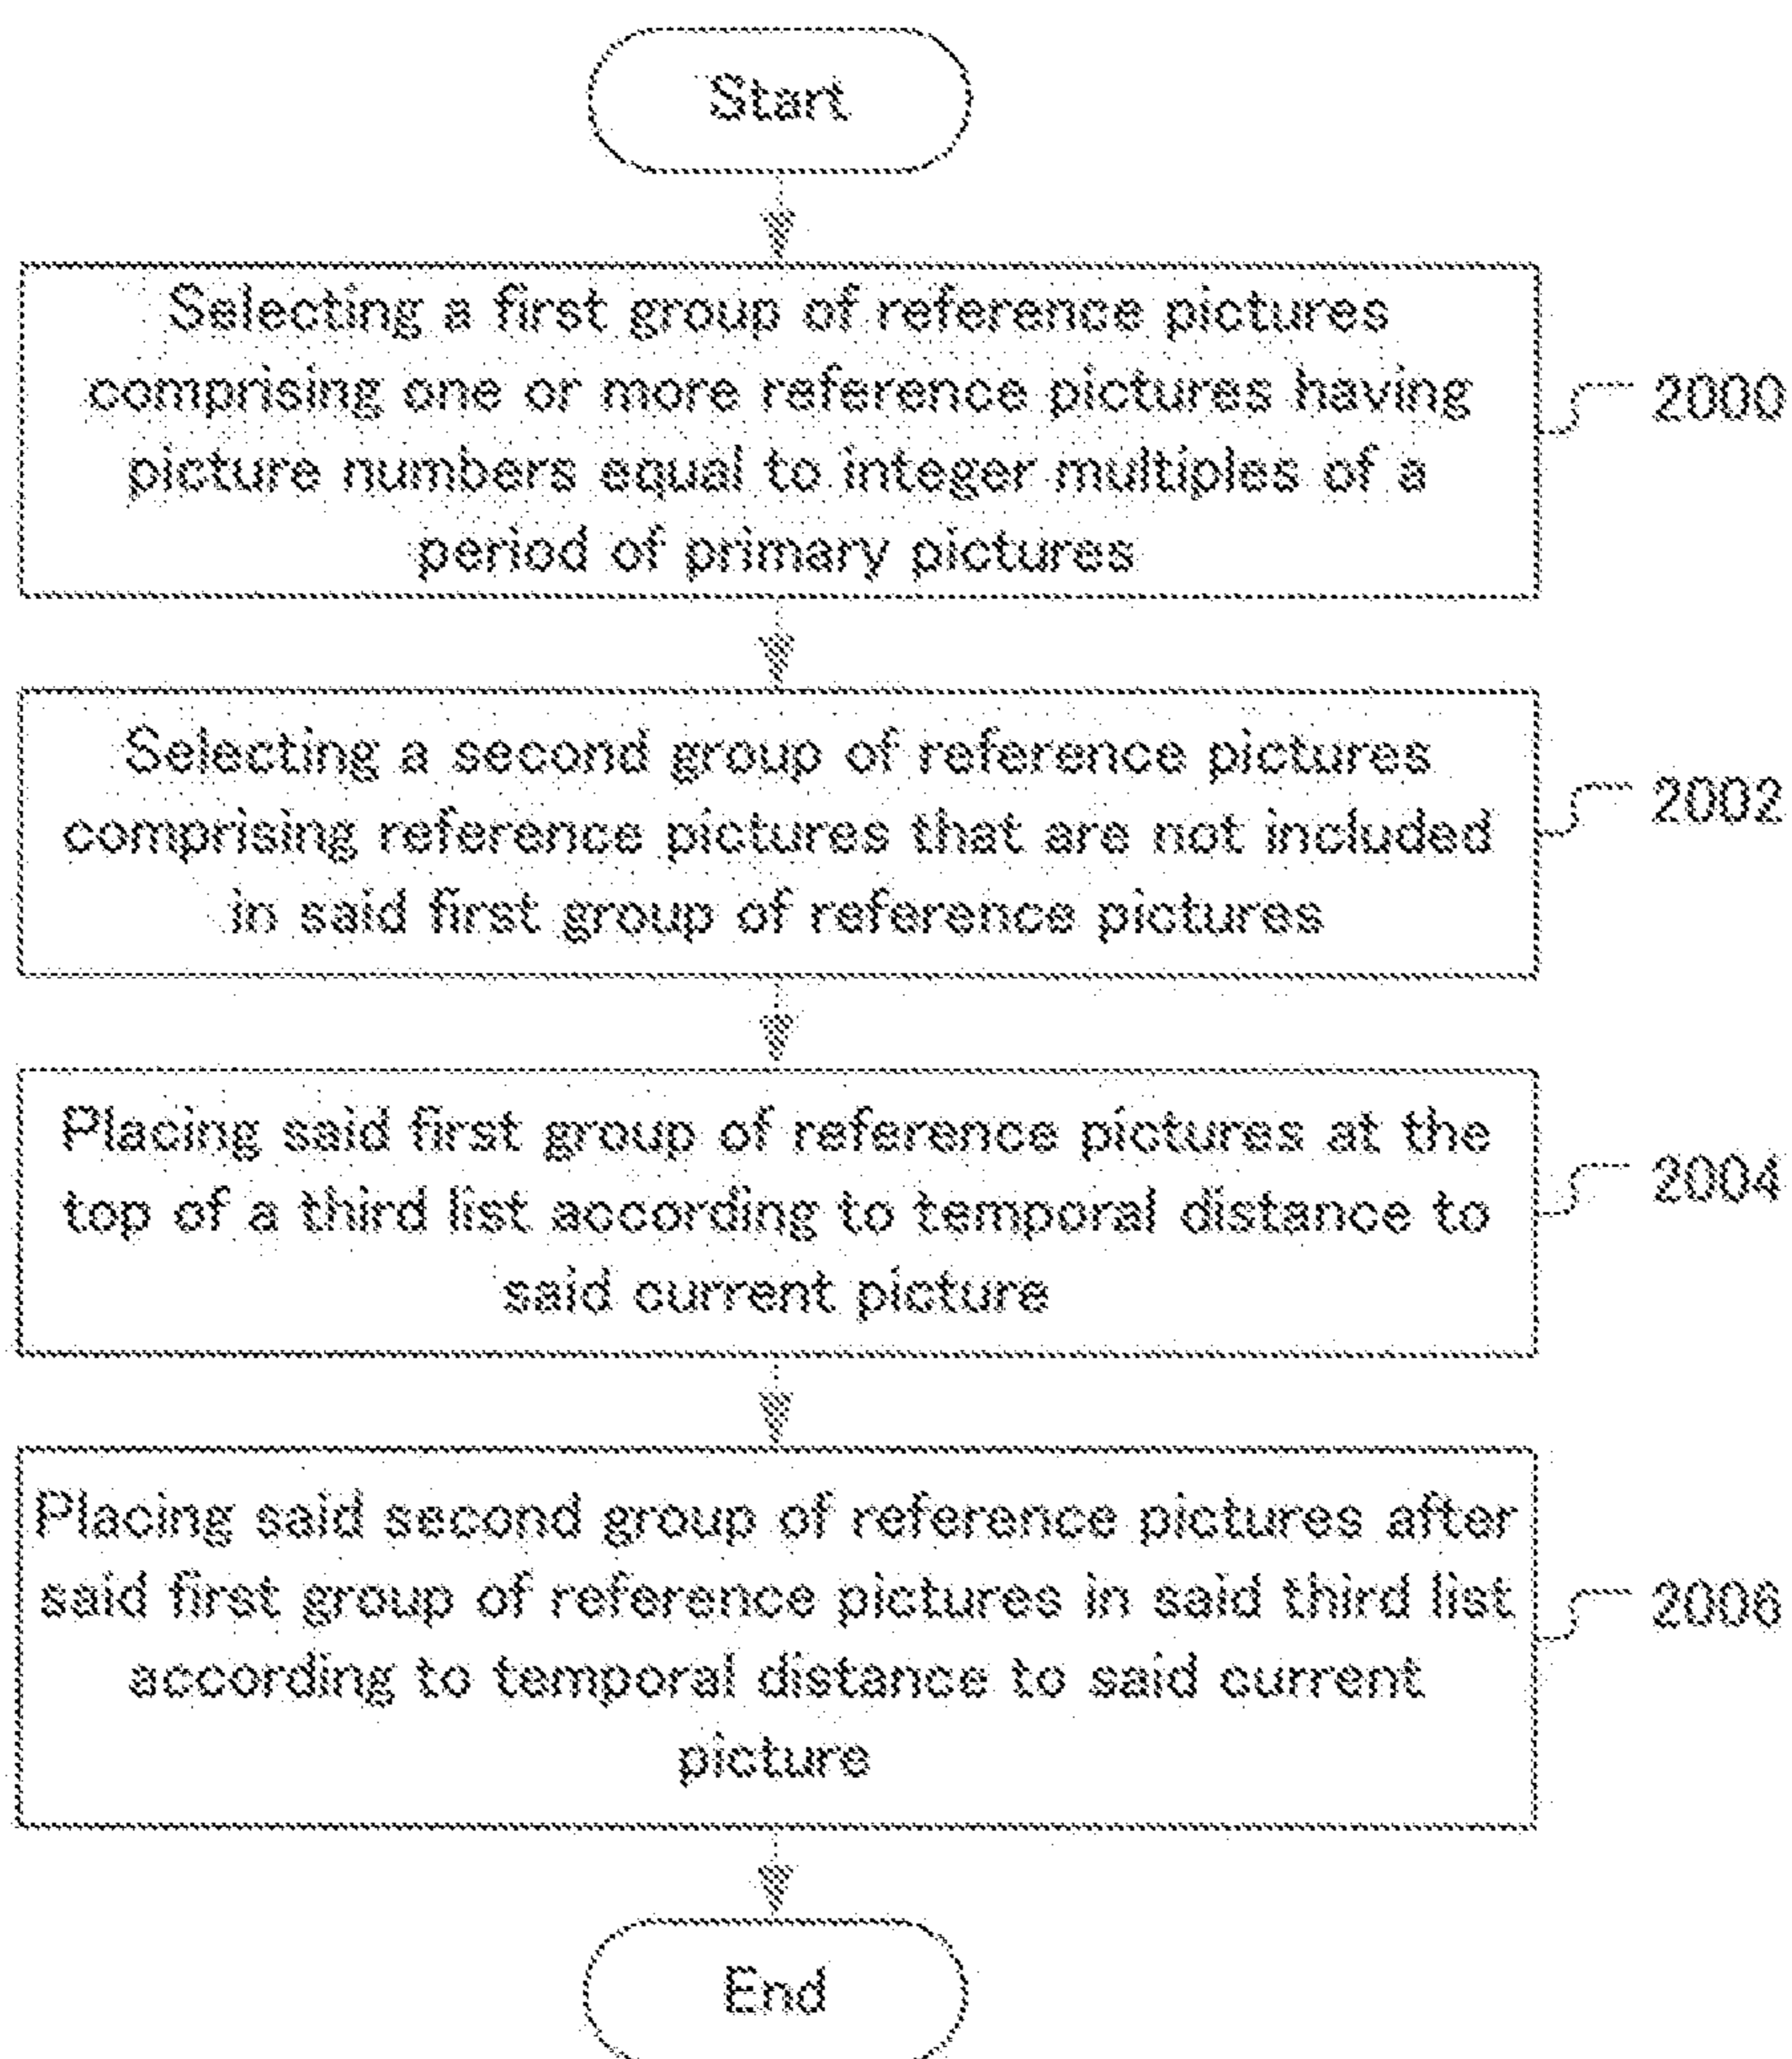 Start
Selecting a first group of reference pictures
comprising one or more reference pictures having
picture numbers equal to integer multiples of a
period of primary pictures
2000
Selecting a second group of reference pictures
comprising reference pictures that are not included
in said first group of reference pictures
2002
Placing said first group of reference pictures at the
top of a third list according to temporal distance to
said current picture
2004
Placing said second group of reference pictures after
said first group of reference pictures in said third list
according to temporal distance to said current
picture
2006
End